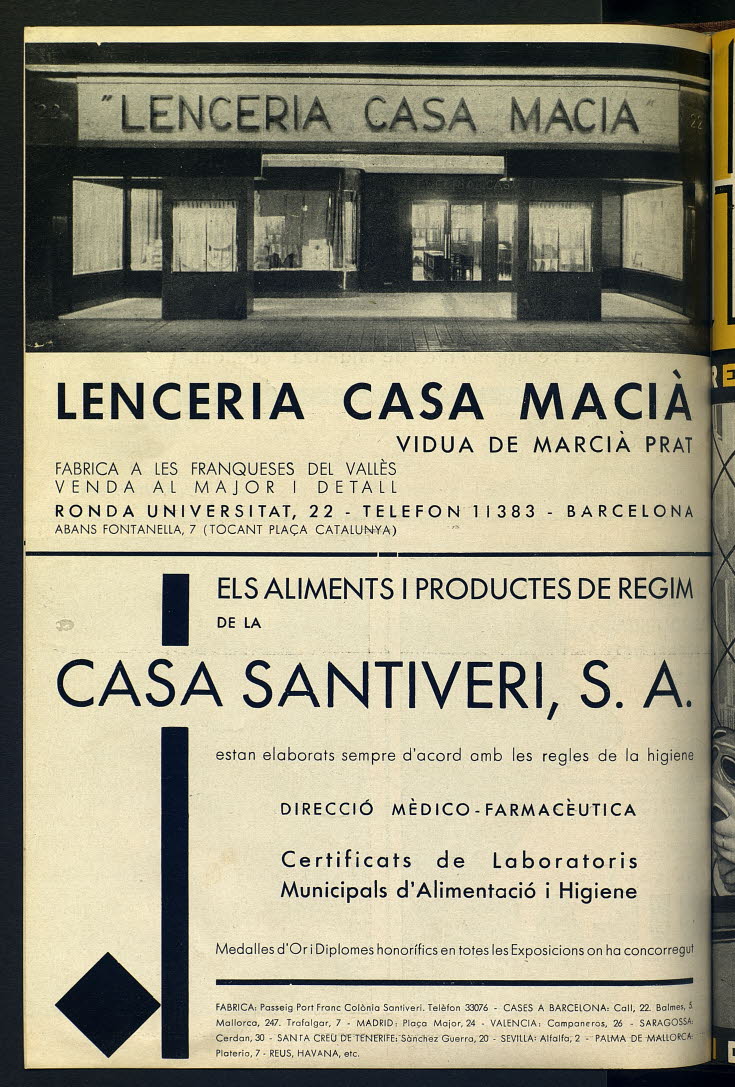 22 "LENCERIA CASA MACIA" 22
LENCERIA CASA MACIÀ
VIDUA DE MARCIÀ PRAT
FABRICA A LES FRANQUESES DEL VALLÈS
VENDA AL MAJOR I DETALL
RONDA UNIVERSITAT, 22 - TELEFON 11383 - BARCELONA
ABANS FONTANELLA, 7 (TOCANT PLAÇA CATALUNYA)
ELS ALIMENTS I PRODUCTES DE REGIM
DE LA
CASA SANTIVERI, S. A.
estan elaborats sempre d'acord amb les regles de la higiene
DIRECCIÓ MÈDICO-FARMACÈUTICA
Certificats de Laboratoris
Municipals d'Alimentació i Higiene
Medalles d'Or i Diplomes honorífics en totes les Exposicions on ha concorregut
FABRICA: Passeig Port Franc Colònia Santiveri. Telèfon 33076 - CASES A BARCELONA: Call, 22. Balmes, 5
Mallorca, 247. Trafalgar, 7 - MADRID: Plaça Major, 24 - VALENCIA: Campaneros, 26 - SARAGOSSA:
Cerdan, 30 - SANTA CREU DE TENERIFE: Sànchez Guerra, 20 - SEVILLA: Alfalfa, 2 - PALMA DE MALLORCA:
Plateria, 7 - REUS, HAVANA, etc.